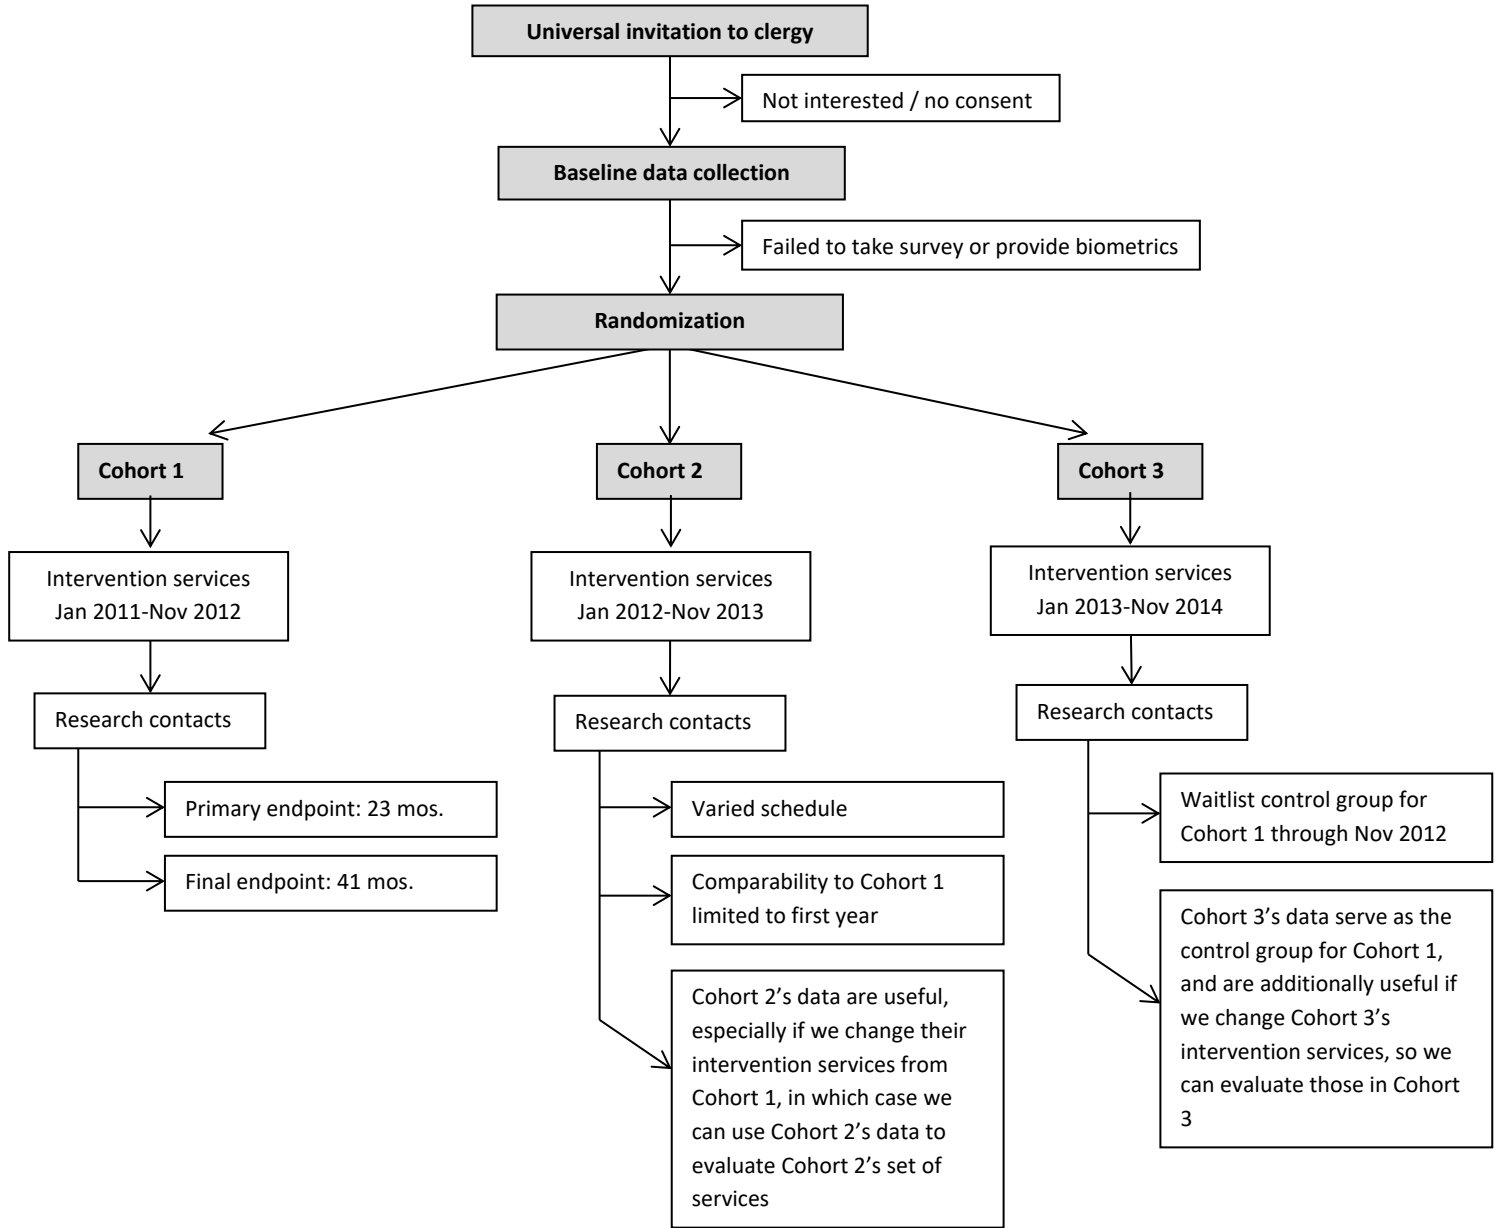 Universal invitation to clergy
Not interested / no consent
Baseline data collection
Failed to take survey or provide biometrics
Randomization
Cohort 1
Cohort 2
Cohort 3
Intervention services
Jan 2011-Nov 2012
Intervention services
Jan 2012-Nov 2013
Intervention services
Jan 2013-Nov 2014
Research contacts
Research contacts
Research contacts
Primary endpoint: 23 mos.
Final endpoint: 41 mos.
Varied schedule
Comparability to Cohort 1
limited to first year
Cohort 2’s data are useful,
especially if we change their
intervention services from
Cohort 1, in which case we
can use Cohort 2’s data to
evaluate Cohort 2’s set of
services
Waitlist control group for
Cohort 1 through Nov 2012
Cohort 3’s data serve as the
control group for Cohort 1,
and are additionally useful if
we change Cohort 3’s
intervention services, so we
can evaluate those in Cohort
3